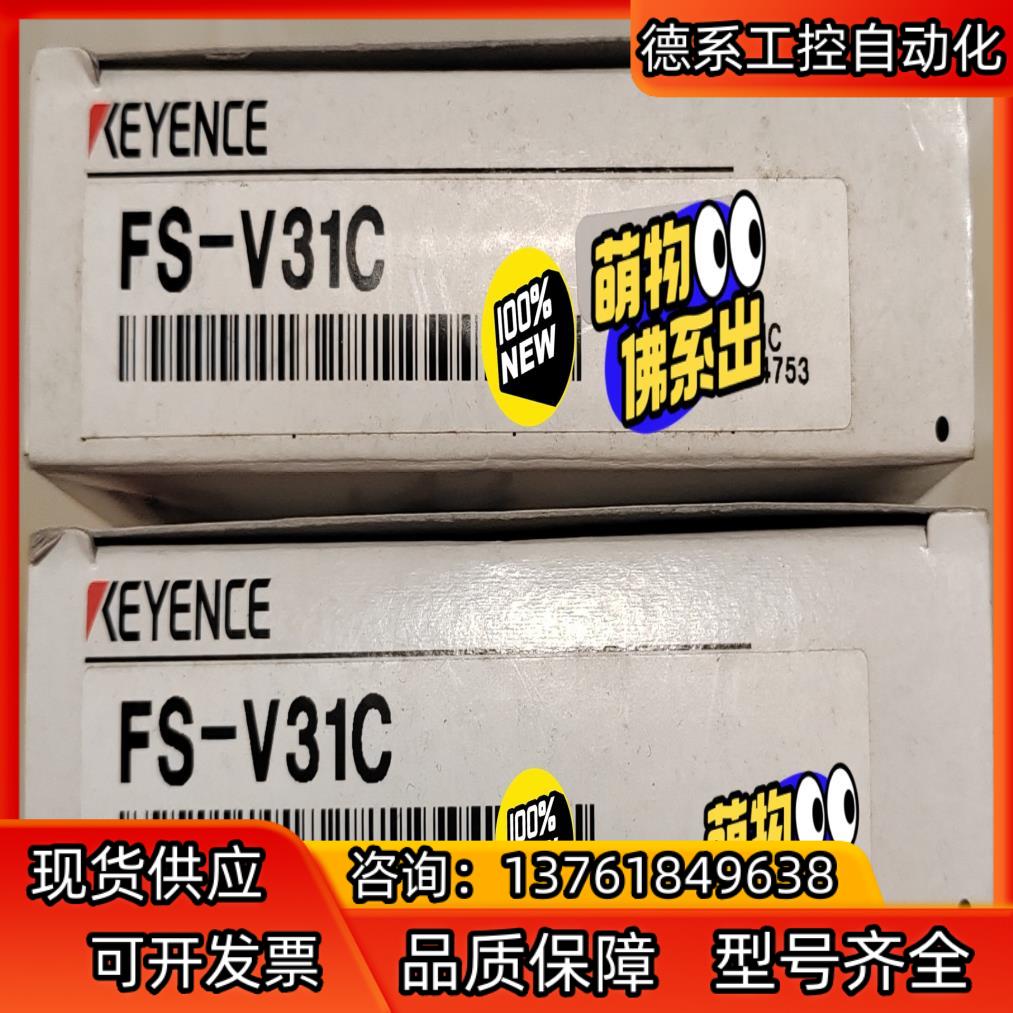 德系工控自动化
KEYENCE
FS-V31C
100%
NEW
萌物
佛系出
C
4753
KEYENCE
FS-V31C
100%
萌物
现货供应
咨询：13761849638
可开发票
品质保障
型号齐全